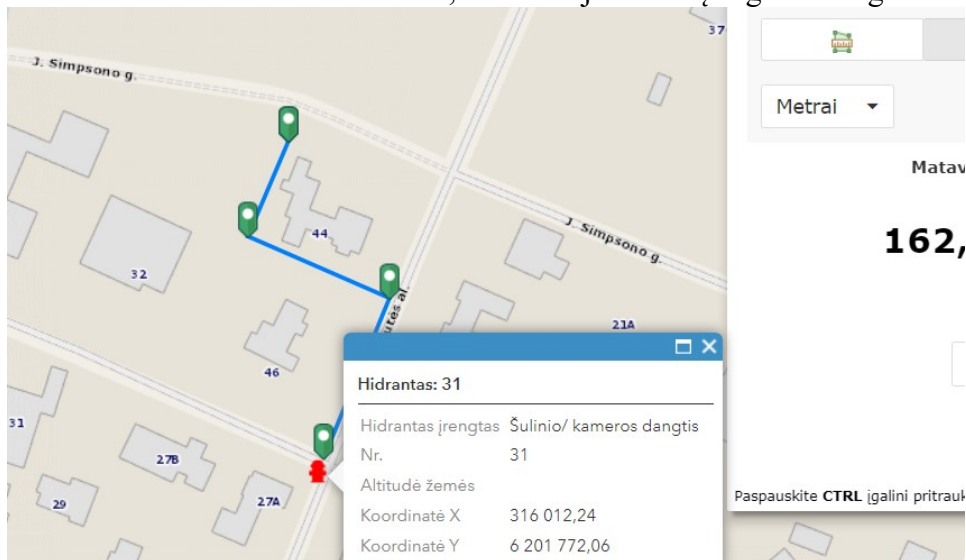 37
J. Simpsono g.
Metrai
Matav
162,
44
J. Simpsono g.
32
utės al.
21A
46
Hidrantas: 31
Hidrantas įrengtas Šulinio/ kameros dangtis
31
27B
Nr. 31
Altitudė žemės
29
27A
Koordinatė X 316 012,24
Koordinatė Y 6 201 772,06
Paspauskite CTRL įgalini pritrauk